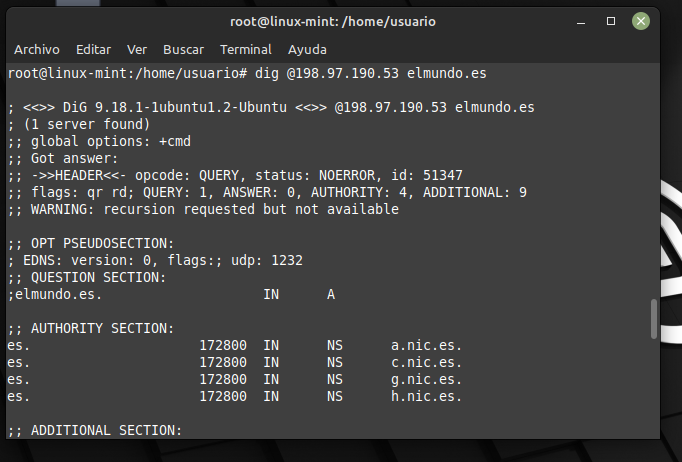 root@linux-mint: /home/usuario
Archivo Editar Ver Buscar Terminal Ayuda
root@linux-mint:/home/usuario# dig @198.97.190.53 elmundo.es

; <<>> DiG 9.18.1-1ubuntu1.2-Ubuntu <<>> @198.97.190.53 elmundo.es
; (1 server found)
;; global options: +cmd
;; Got answer:
;; ->>HEADER<<- opcode: QUERY, status: NOERROR, id: 51347
;; flags: qr rd; QUERY: 1, ANSWER: 0, AUTHORITY: 4, ADDITIONAL: 9
;; WARNING: recursion requested but not available

;; OPT PSEUDOSECTION:
; EDNS: version: 0, flags:; udp: 1232
;; QUESTION SECTION:
;elmundo.es. IN A

;; AUTHORITY SECTION:
es. 172800 IN NS a.nic.es.
es. 172800 IN NS c.nic.es.
es. 172800 IN NS g.nic.es.
es. 172800 IN NS h.nic.es.

;; ADDITIONAL SECTION: